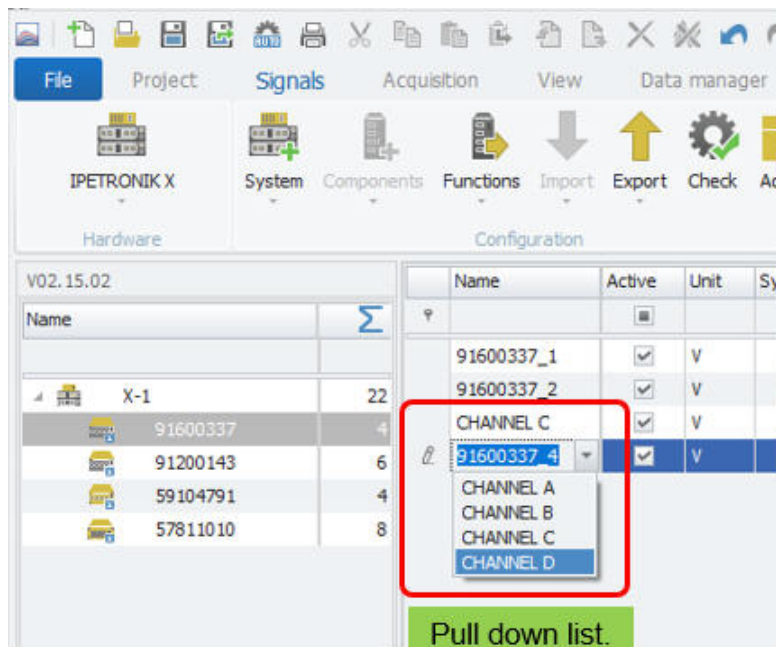 File Project Signals Acquisition View Data manager
IPETRONIK X System Components Functions Import Export Check
Hardware Configuration
V02.15.02 Name Active Unit
Name Σ
91600337_1 V
91600337_2 V
X-1 22 CHANNEL C V
91600337 4 91600337_4 V
91200143 6 CHANNEL A
CHANNEL B
59104791 4 CHANNEL C
57811010 8 CHANNEL D
Pull down list.